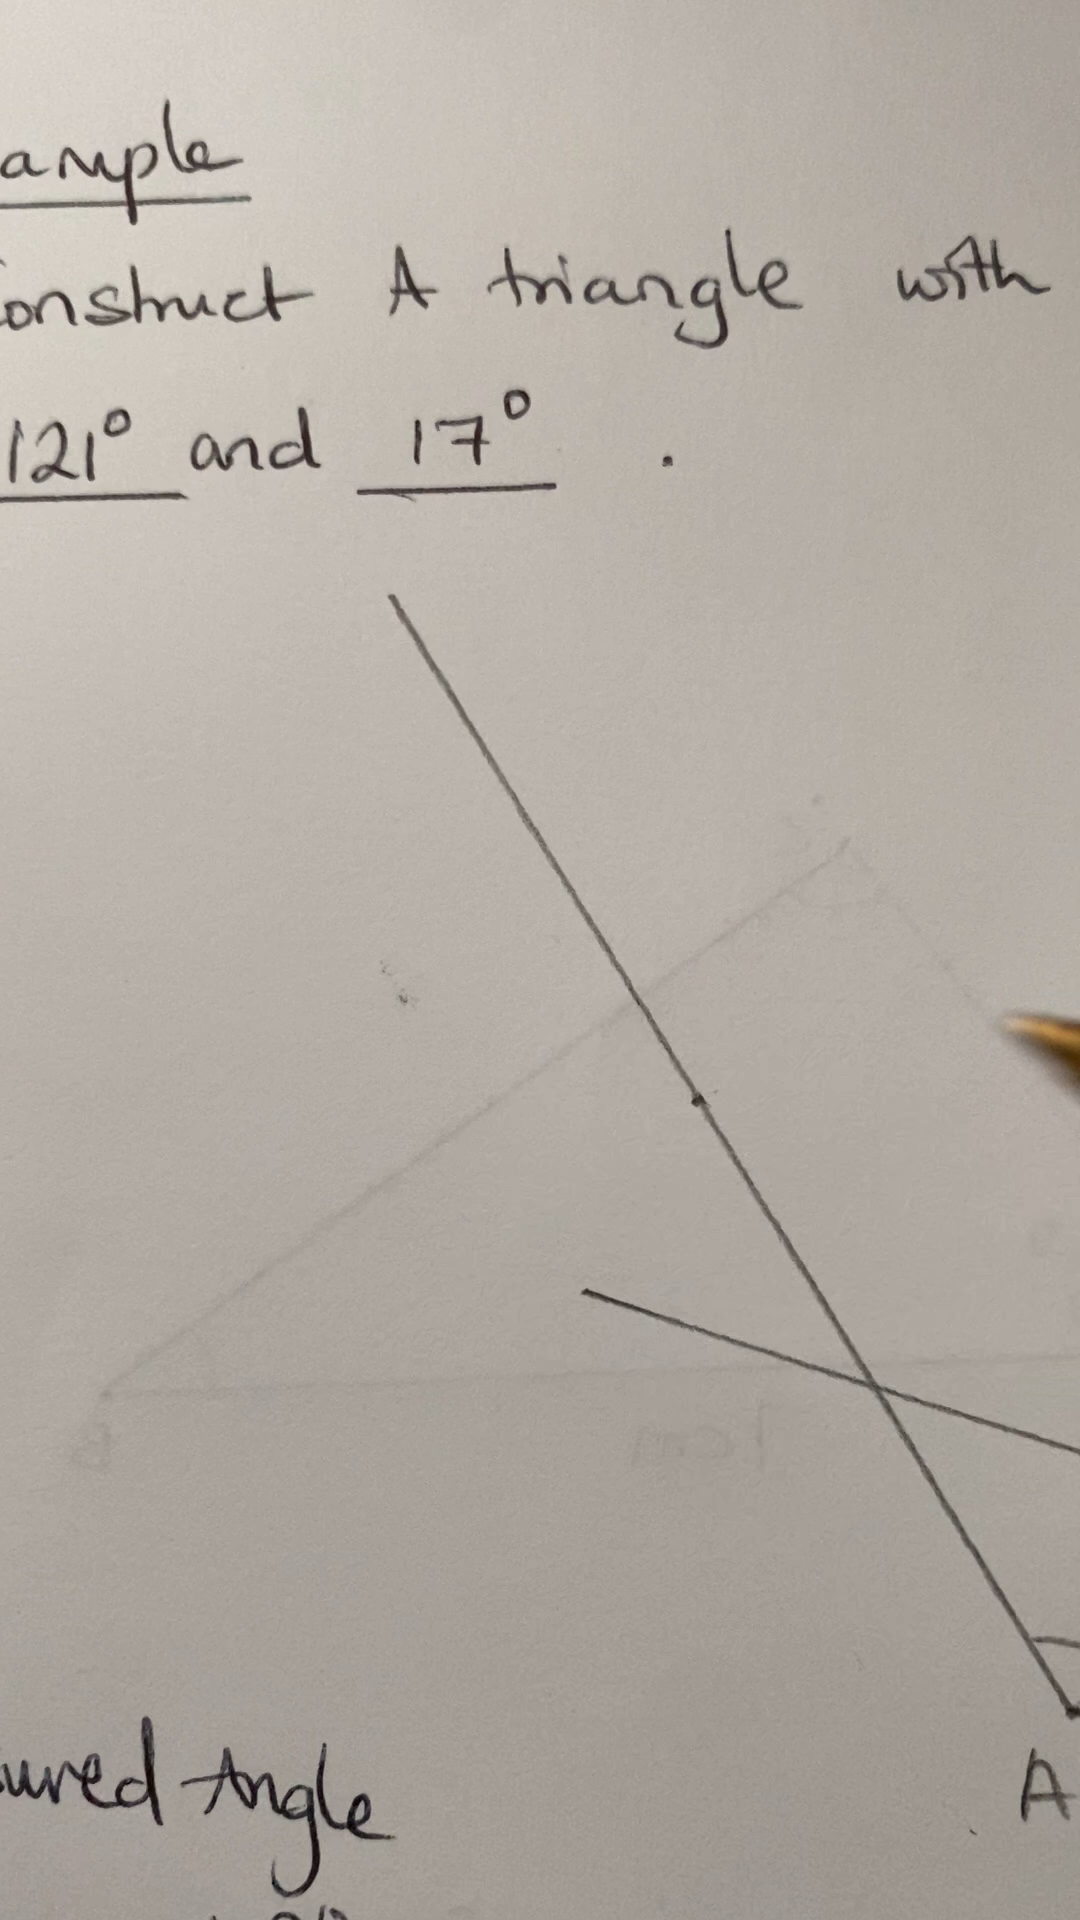 ample
onstruct A triangle with
121° and 17° .
ured Angle
A